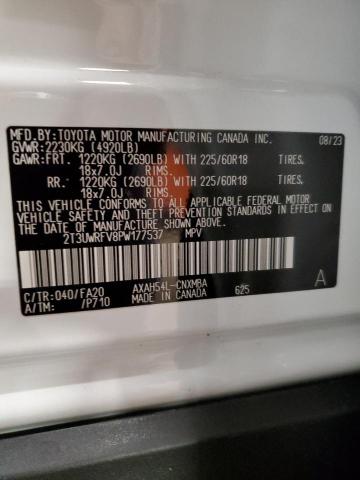 MFD.BY:TOYOTA MOTOR MANUFACTURING CANADA INC. 08/23
GVWR:2230KG (4920LB)
GAWR:FRT. 1220KG (2690LB) WITH 225/60R18 TIRES,
18x7.0J RIMS.
RR. 1220KG (2690LB) WITH 225/60R18 TIRES,
18x7.0J RIMS.
THIS VEHICLE CONFORMS TO ALL APPLICABLE FEDERAL MOTOR
VEHICLE SAFETY AND THEFT PREVENTION STANDARDS IN EFFECT ON
THE DATE OF MANUFACTURE SHOWN ABOVE.
2T3UWRFV8PW177537 MPV
C/TR:040/FA20 AXAH54L-CNXMBA 625 A
A/TM: /P710 MADE IN CANADA